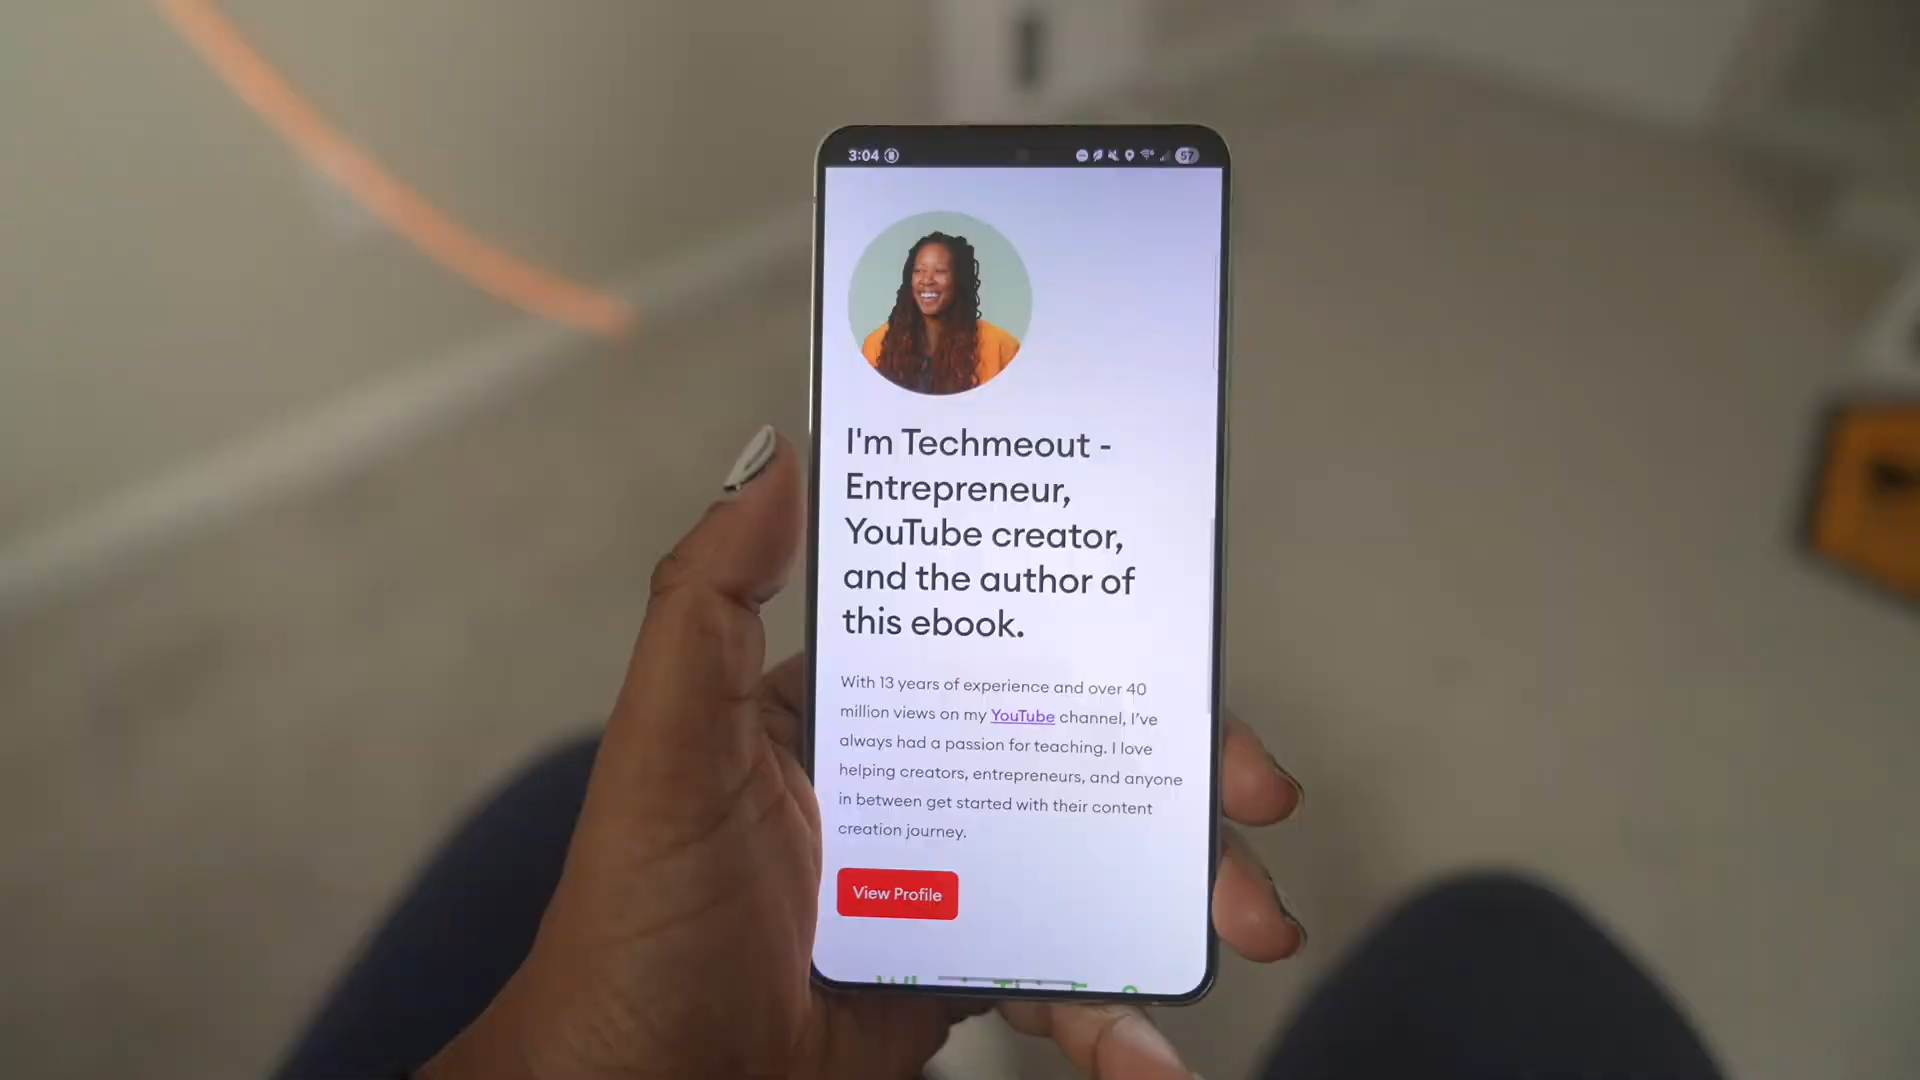 3:04
57
I'm Techmeout -
Entrepreneur,
YouTube creator,
and the author of
this ebook.
With 13 years of experience and over 40
million views on my YouTube channel, I've
always had a passion for teaching. I love
helping creators, entrepreneurs, and anyone
in between get started with their content
creation journey.
View Profile